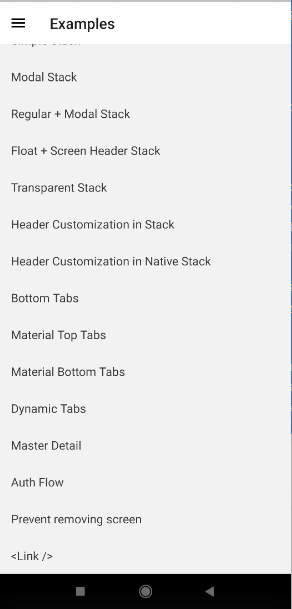 Examples
Simple Stack
Modal Stack
Regular + Modal Stack
Float + Screen Header Stack
Transparent Stack
Header Customization in Stack
Header Customization in Native Stack
Bottom Tabs
Material Top Tabs
Material Bottom Tabs
Dynamic Tabs
Master Detail
Auth Flow
Prevent removing screen
<Link />